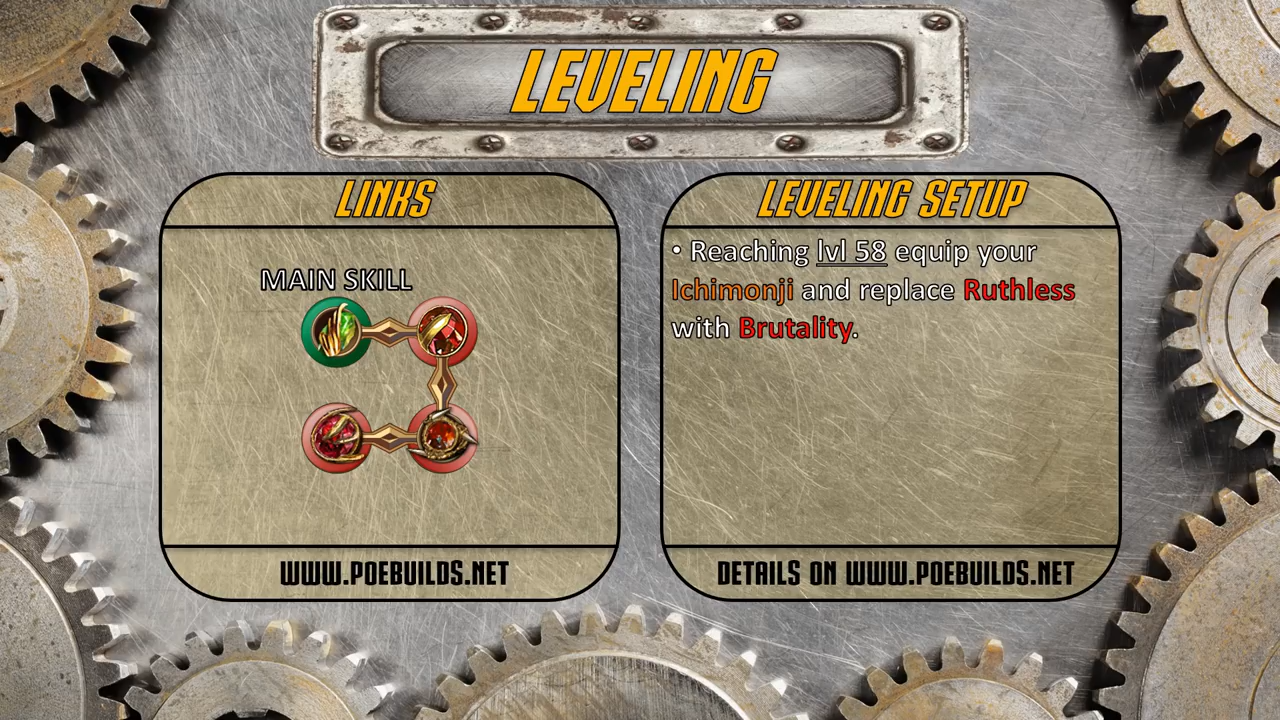 LEVELING
LINKS
MAIN SKILL
WWW.POEBUILDS.NET
LEVELING SETUP
• Reaching lvl 58 equip your
Ichimonji and replace Ruthless
with Brutality.
DETAILS ON WWW.POEBUILDS.NET